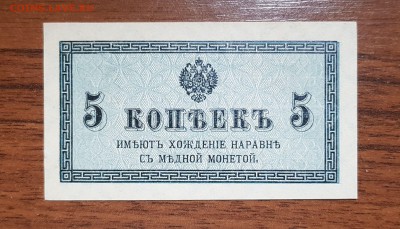 5 КОПѢЕКЪ 5
ИМѢЮТЪ ХОЖДЕНІЕ НАРАВНѢ
СЪ МѢДНОЙ МОНЕТОЙ.